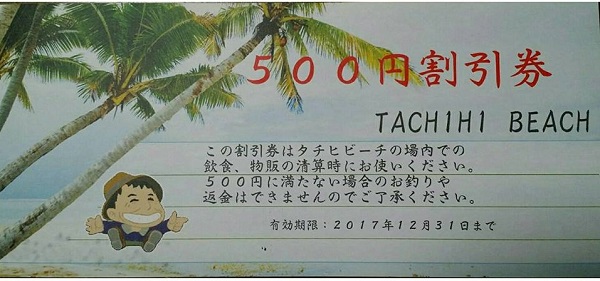 ５００円割引券
TACH1H1 BEACH
この割引券はタチヒビーチの場内での
飲食、物販の清算時にお使いください。
５００円に満たない場合のお釣りや
返金はできませんのでご了承ください。
有効期限：２０１７年１２月３１日まで